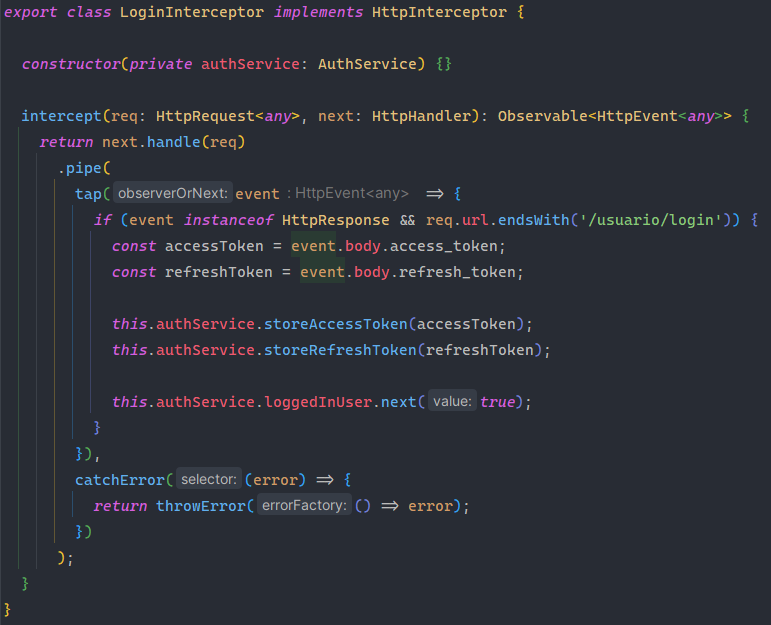 export class LoginInterceptor implements HttpInterceptor {
constructor(private authService: AuthService) {}
intercept(req: HttpRequest<any>, next: HttpHandler): Observable<HttpEvent<any>> {
return next.handle(req)
.pipe(
tap( observerOrNext: event : HttpEvent<any> => {
if (event instanceof HttpResponse && req.url.endsWith('/usuario/login')) {
const accessToken = event.body.access_token;
const refreshToken = event.body.refresh_token;
this.authService.storeAccessToken(accessToken);
this.authService.storeRefreshToken(refreshToken);
this.authService.loggedInUser.next( value: true);
}
}),
catchError( selector: (error) => {
return throwError( errorFactory: () => error);
})
);
}
}